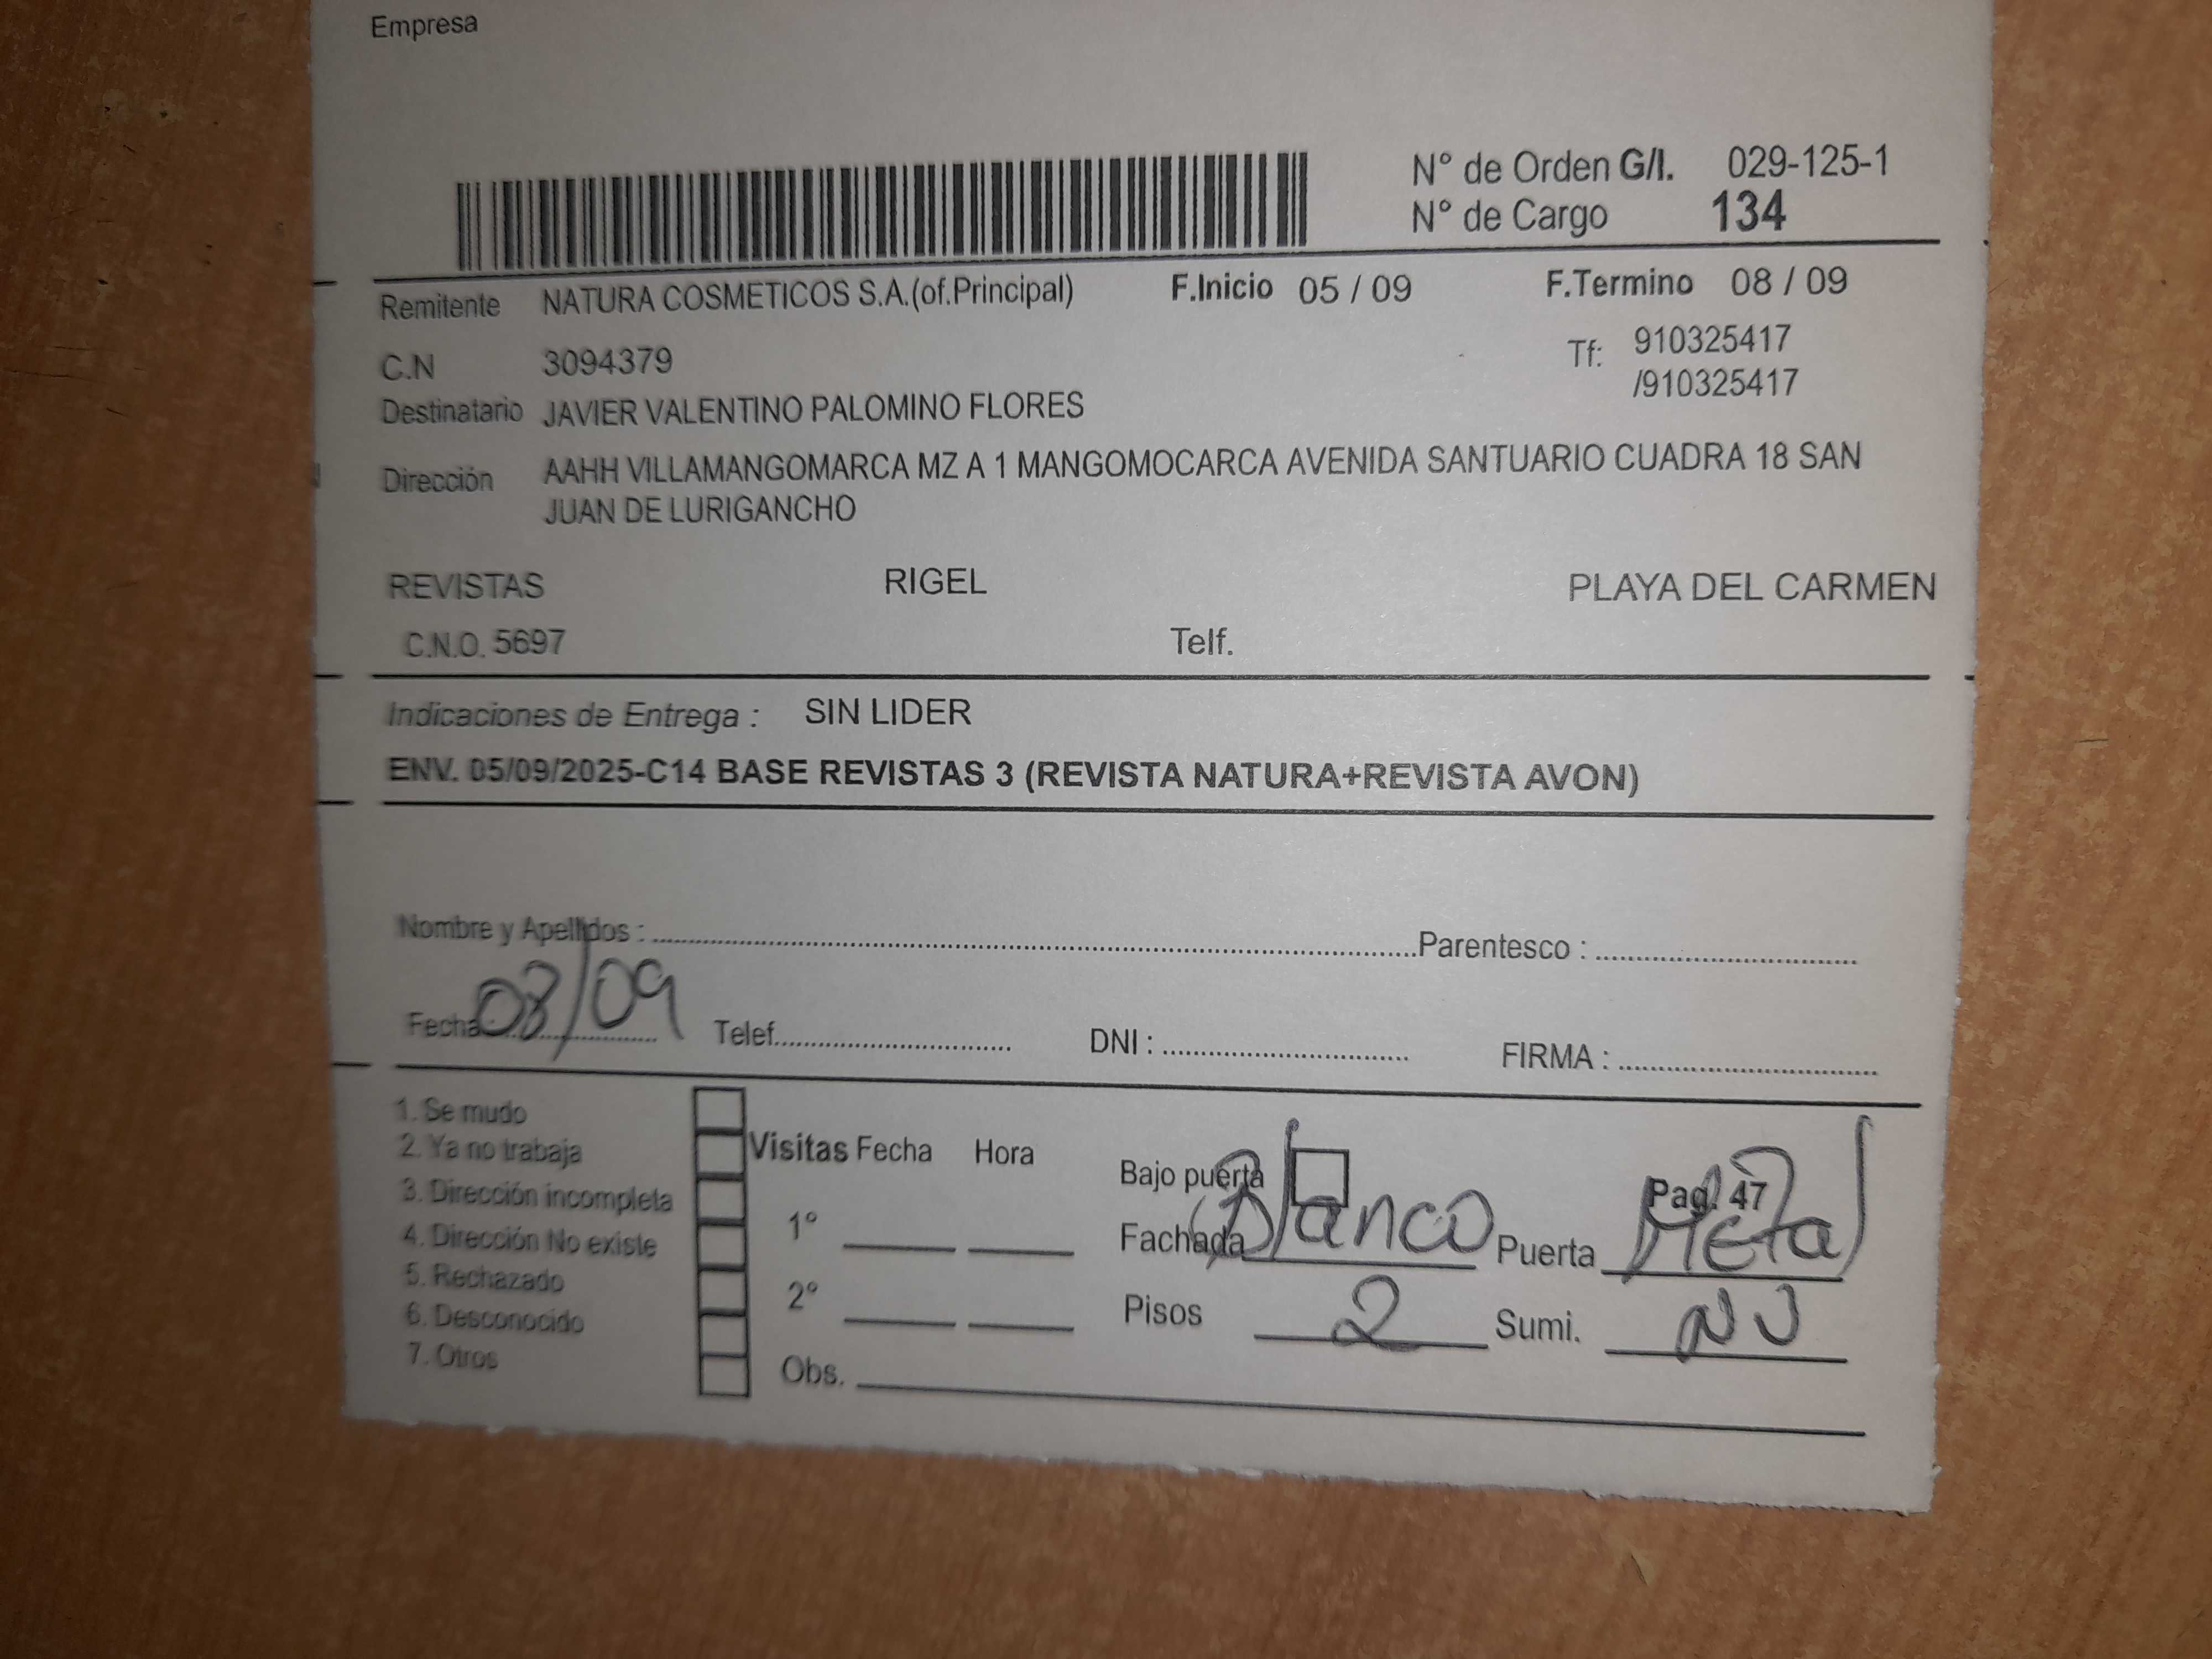 Empresa
N° de Orden G/I. 029-125-1
N° de Cargo 134
Remitente NATURA COSMETICOS S.A.(of.Principal) F.Inicio 05 / 09 F.Termino 08 / 09
C.N 3094379 Tf: 910325417
/910325417
Destinatario JAVIER VALENTINO PALOMINO FLORES
Dirección AAHH VILLAMANGOMARCA MZ A 1 MANGOMOCARCA AVENIDA SANTUARIO CUADRA 18 SAN
JUAN DE LURIGANCHO
REVISTAS RIGEL PLAYA DEL CARMEN
C.N.O. 5697 Telf.
Indicaciones de Entrega : SIN LIDER
ENV. 05/09/2025-C14 BASE REVISTAS 3 (REVISTA NATURA+REVISTA AVON)
Nombre y Apellidos : Parentesco :
Fecha: 08/09 Telef. DNI : FIRMA :
1. Se mudo
2. Ya no trabaja
3. Dirección incompleta
4. Dirección No existe
5. Rechazado
6. Desconocido
7. Otros
Visitas Fecha Hora
1°
2°
Obs.
Bajo puerta Pag. 47
Fachada Blanco Puerta Metal
Pisos 2 Sumi.